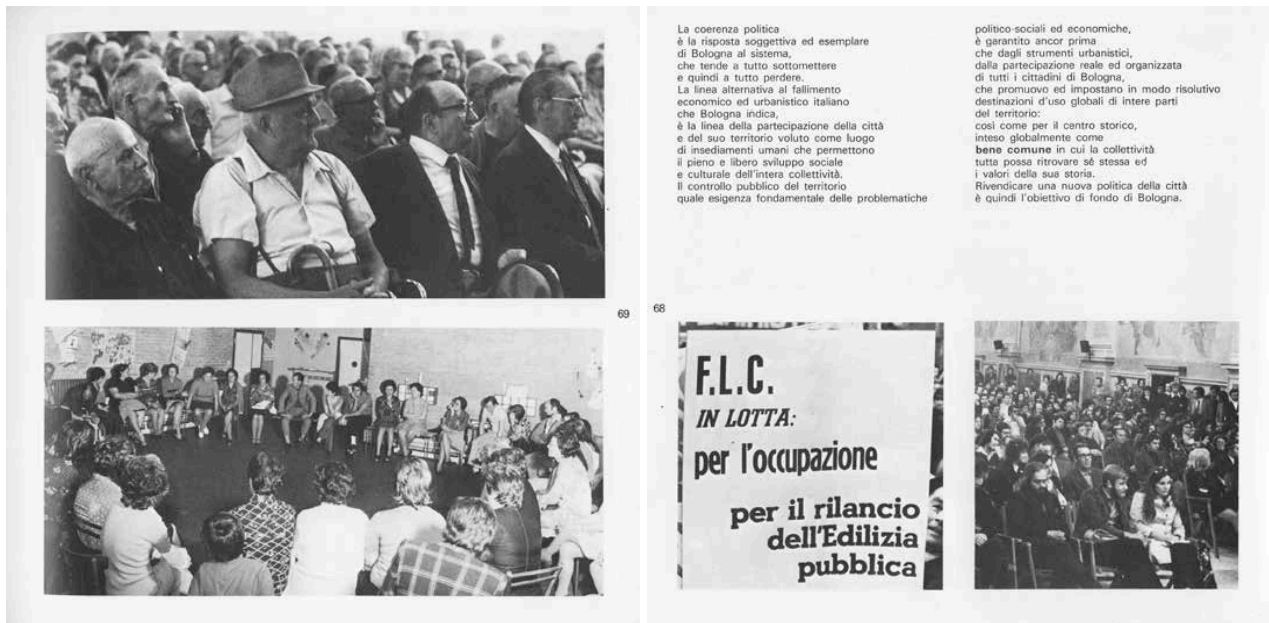 69
68
La coerenza politica
è la risposta soggettiva ed esemplare
di Bologna al sistema,
che tende a tutto sottomettere
e quindi a tutto perdere.
La linea alternativa al fallimento
economico ed urbanistico italiano
che Bologna indica,
è la linea della partecipazione della città
e del suo territorio voluto come luogo
di insediamenti umani che permettono
il pieno e libero sviluppo sociale
e culturale dell'intera collettività.
Il controllo pubblico del territorio
quale esigenza fondamentale delle problematiche
politico-sociali ed economiche,
è garantito ancor prima
che dagli strumenti urbanistici,
dalla partecipazione reale ed organizzata
di tutti i cittadini di Bologna,
che promuovo ed impostano in modo risolutivo
destinazioni d'uso globali di intere parti
del territorio:
così come per il centro storico,
inteso globalmente come
bene comune in cui la collettività
tutta possa ritrovare sé stessa ed
i valori della sua storia.
Rivendicare una nuova politica della città
è quindi l'obiettivo di fondo di Bologna.
F.L.C.
IN LOTTA:
per l'occupazione
per il rilancio
dell'Edilizia
pubblica